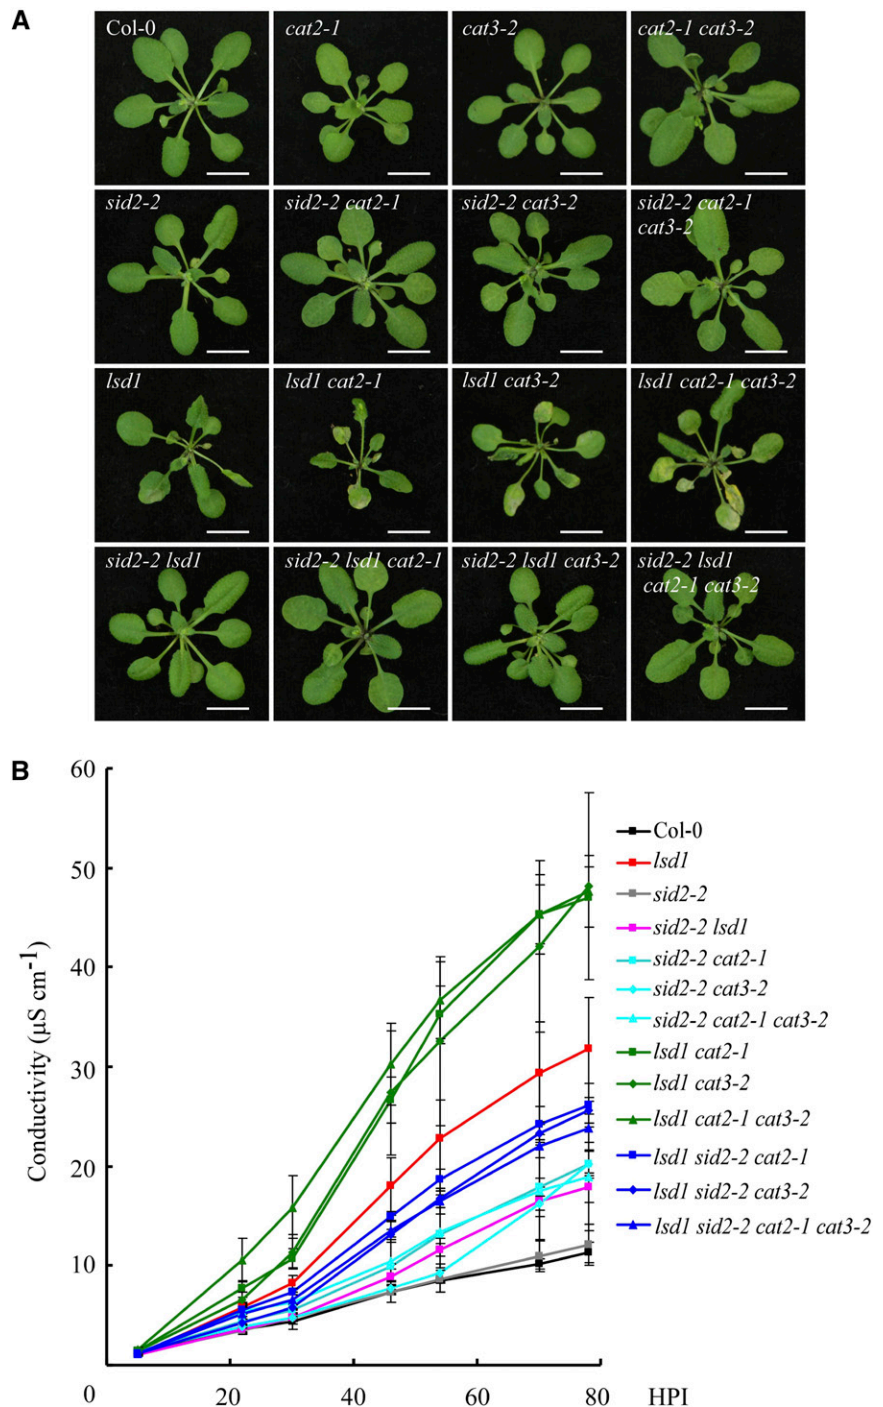 A
Col-0
cat2-1
cat3-2
cat2-1 cat3-2
sid2-2
sid2-2 cat2-1
sid2-2 cat3-2
sid2-2 cat2-1
cat3-2
lsd1
lsd1 cat2-1
lsd1 cat3-2
lsd1 cat2-1 cat3-2
sid2-2 lsd1
sid2-2 lsd1 cat2-1
sid2-2 lsd1 cat3-2
sid2-2 lsd1
cat2-1 cat3-2
B
Conductivity (µS cm⁻¹)
60
50
40
30
20
10
0
20
40
60
80
HPI
Col-0
lsd1
sid2-2
sid2-2 lsd1
sid2-2 cat2-1
sid2-2 cat3-2
sid2-2 cat2-1 cat3-2
lsd1 cat2-1
lsd1 cat3-2
lsd1 cat2-1 cat3-2
lsd1 sid2-2 cat2-1
lsd1 sid2-2 cat3-2
lsd1 sid2-2 cat2-1 cat3-2